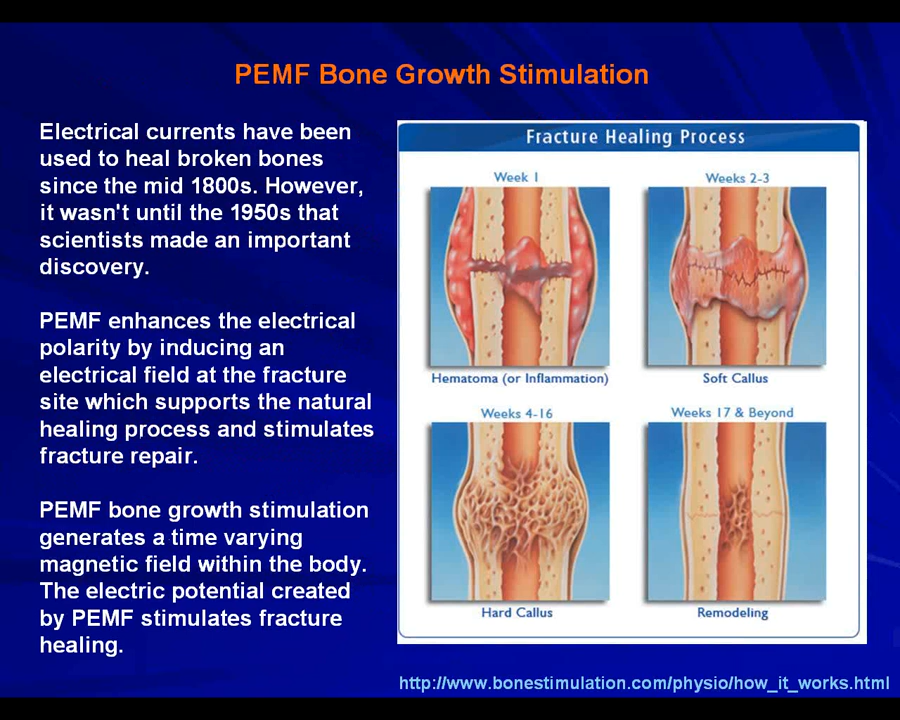 PEMF Bone Growth Stimulation
Electrical currents have been
used to heal broken bones
since the mid 1800s. However,
it wasn't until the 1950s that
scientists made an important
discovery.
PEMF enhances the electrical
polarity by inducing an
electrical field at the fracture
site which supports the natural
healing process and stimulates
fracture repair.
PEMF bone growth stimulation
generates a time varying
magnetic field within the body.
The electric potential created
by PEMF stimulates fracture
healing.
Fracture Healing Process
Week 1
Weeks 2-3
Hematoma (or Inflammation)
Soft Callus
Weeks 4-16
Weeks 17 & Beyond
Hard Callus
Remodeling
http://www.bonestimulation.com/physio/how_it_works.html